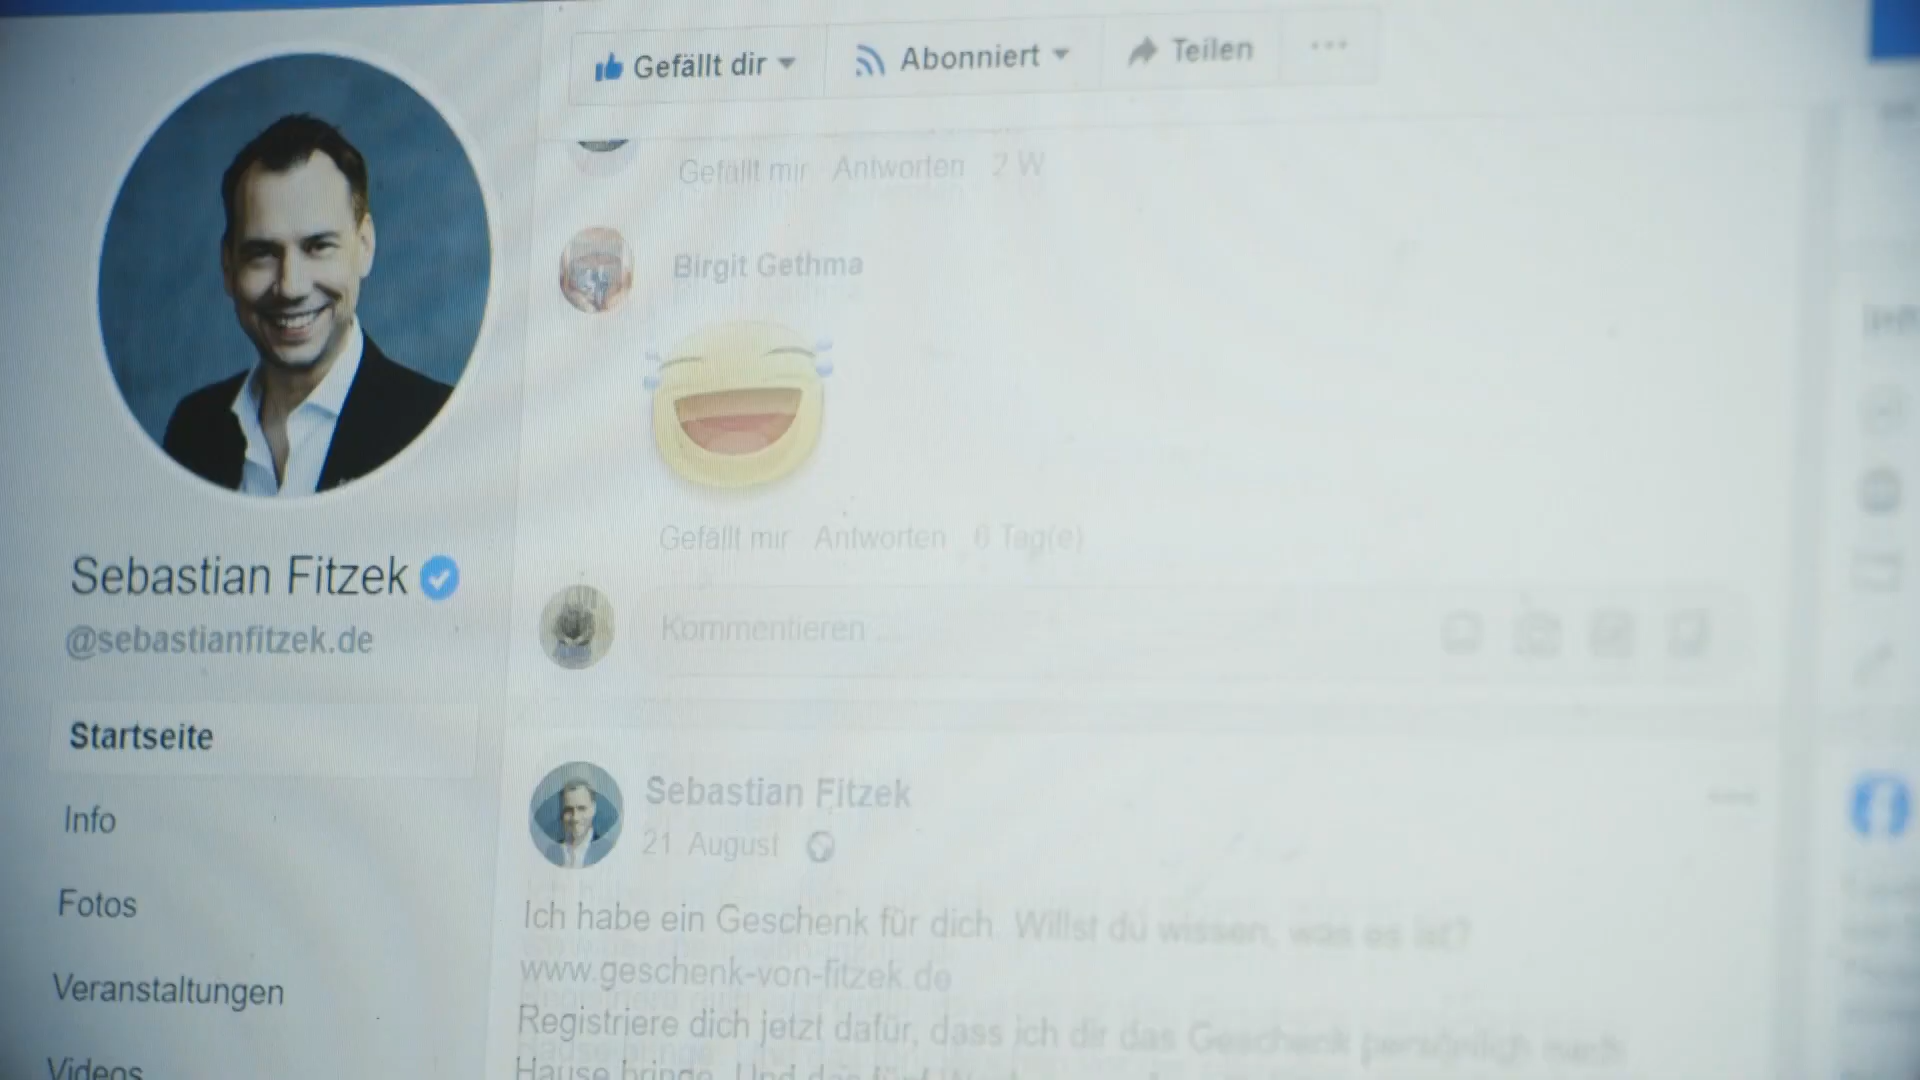 Gefällt dir
Abonniert
Teilen
Gefällt mir Antworten 2 W
Birgit Gethma
Gefällt mir Antworten 6 Tag(e)
Kommentieren ...
Sebastian Fitzek
@sebastianfitzek.de
Startseite
Info
Fotos
Veranstaltungen
Videos
Sebastian Fitzek
21 August
Ich habe ein Geschenk für dich. Willst du wissen, was es ist?
www.geschenk-von-fitzek.de
Registriere dich jetzt dafür, dass ich dir das Geschenk persönlich nach
Hause bringe. Und